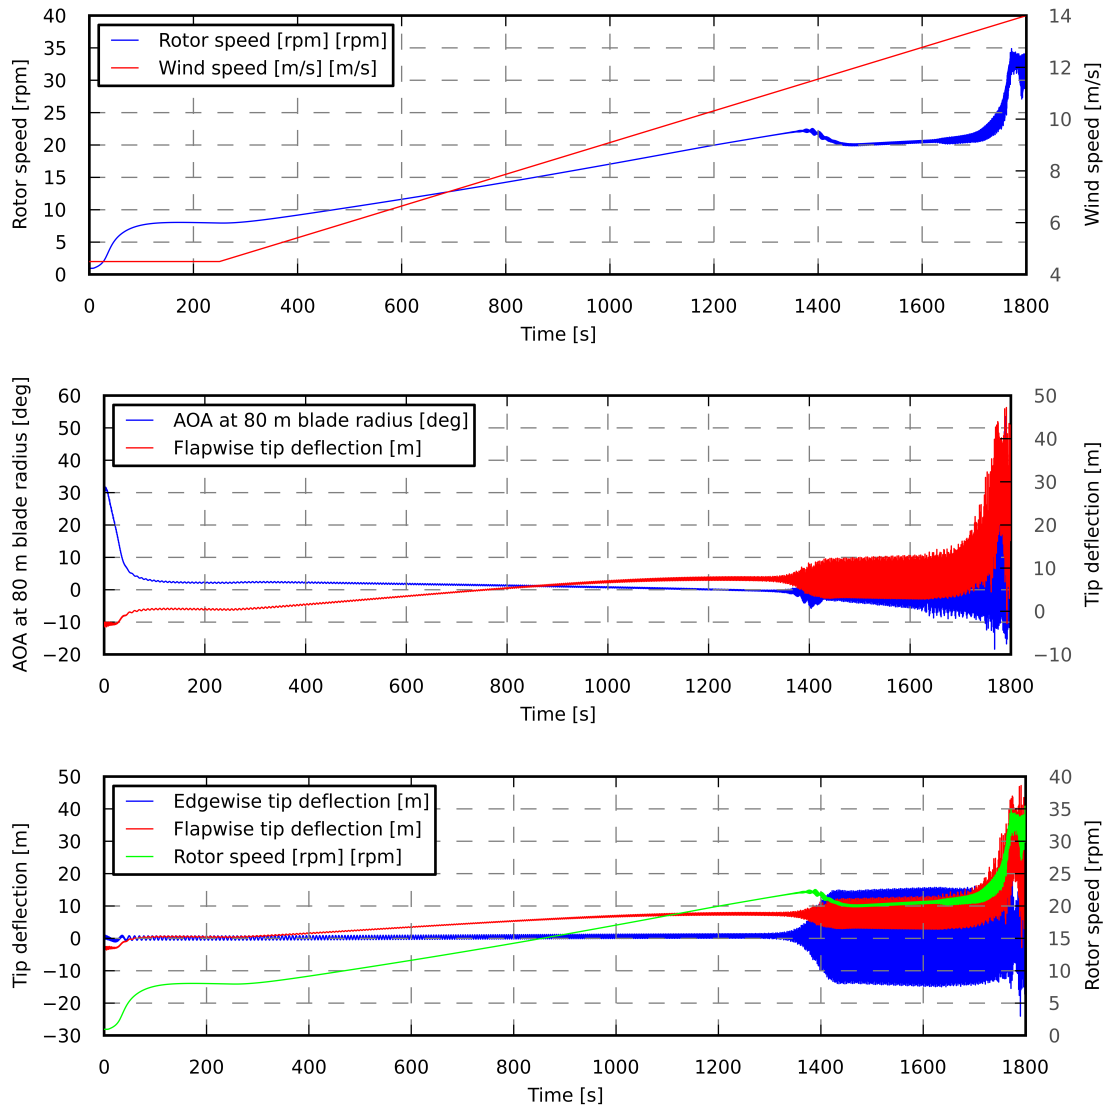 Rotor speed [rpm] [rpm]
Wind speed [m/s] [m/s]
Rotor speed [rpm]
40
35
30
25
20
15
10
5
0
14
12
10
8
6
4
Wind speed [m/s]
0 200 400 600 800 1000 1200 1400 1600 1800
Time [s]
AOA at 80 m blade radius [deg]
Flapwise tip deflection [m]
AOA at 80 m blade radius [deg]
60
50
40
30
20
10
0
−10
−20
50
40
30
20
10
0
−10
Tip deflection [m]
0 200 400 600 800 1000 1200 1400 1600 1800
Time [s]
Edgewise tip deflection [m]
Flapwise tip deflection [m]
Rotor speed [rpm] [rpm]
Tip deflection [m]
50
40
30
20
10
0
−10
−20
−30
40
35
30
25
20
15
10
5
0
Rotor speed [rpm]
0 200 400 600 800 1000 1200 1400 1600 1800
Time [s]